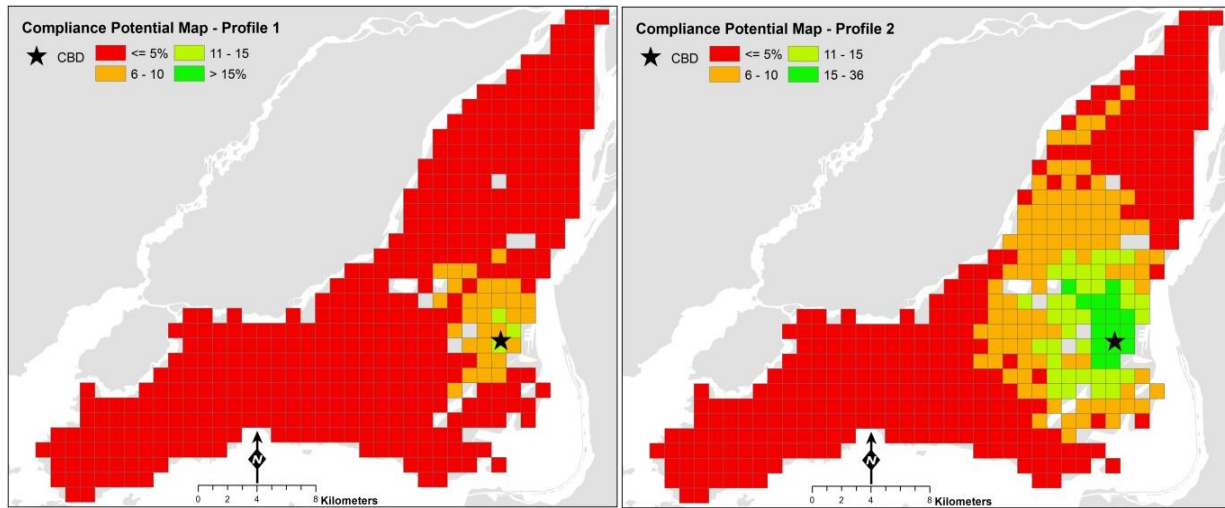 Compliance Potential Map - Profile 1
CBD <= 5% 11 - 15
6 - 10 > 15%
N
0 2 4 8
Kilometers
Compliance Potential Map - Profile 2
CBD <= 5% 11 - 15
6 - 10 15 - 36
N
0 2 4 8
Kilometers